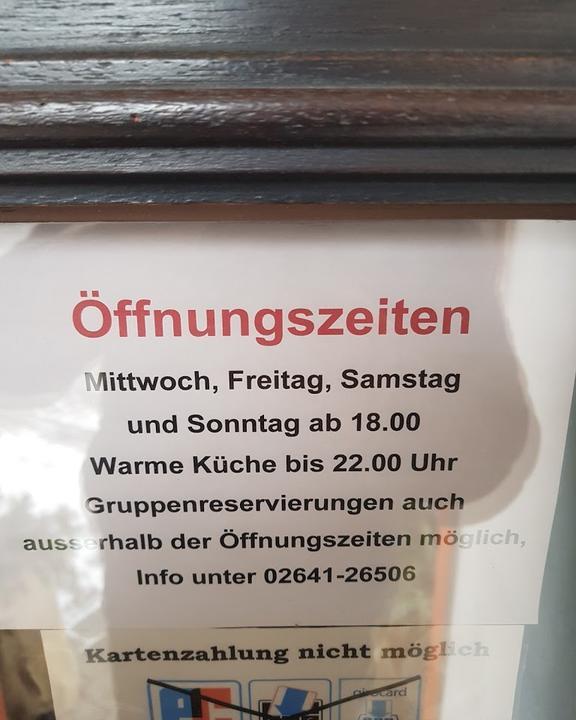 Öffnungszeiten
Mittwoch, Freitag, Samstag
und Sonntag ab 18.00
Warme Küche bis 22.00 Uhr
Gruppenreservierungen auch
ausserhalb der Öffnungszeiten möglich,
Info unter 02641-26506
Kartenzahlung nicht möglich
girocard